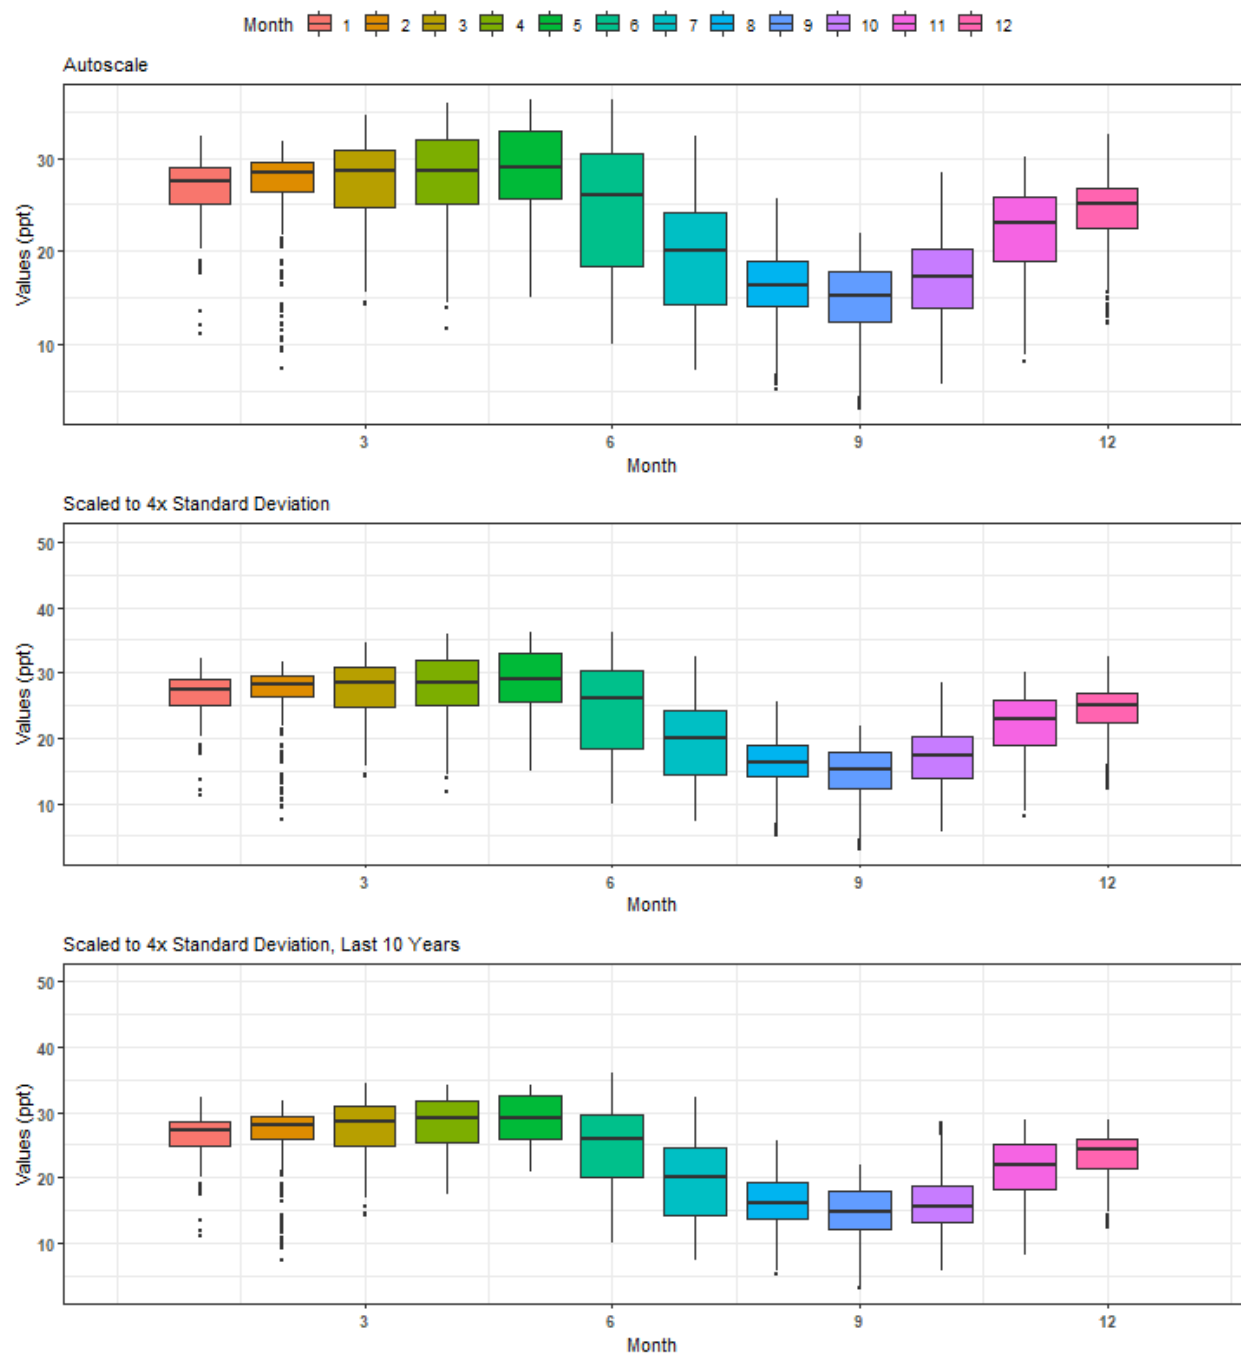 Month 1 2 3 4 5 6 7 8 9 10 11 12
Autoscale
Values (ppt)
30
20
10
3 6 9 12
Month
Scaled to 4x Standard Deviation
Values (ppt)
50
40
30
20
10
3 6 9 12
Month
Scaled to 4x Standard Deviation, Last 10 Years
Values (ppt)
50
40
30
20
10
3 6 9 12
Month